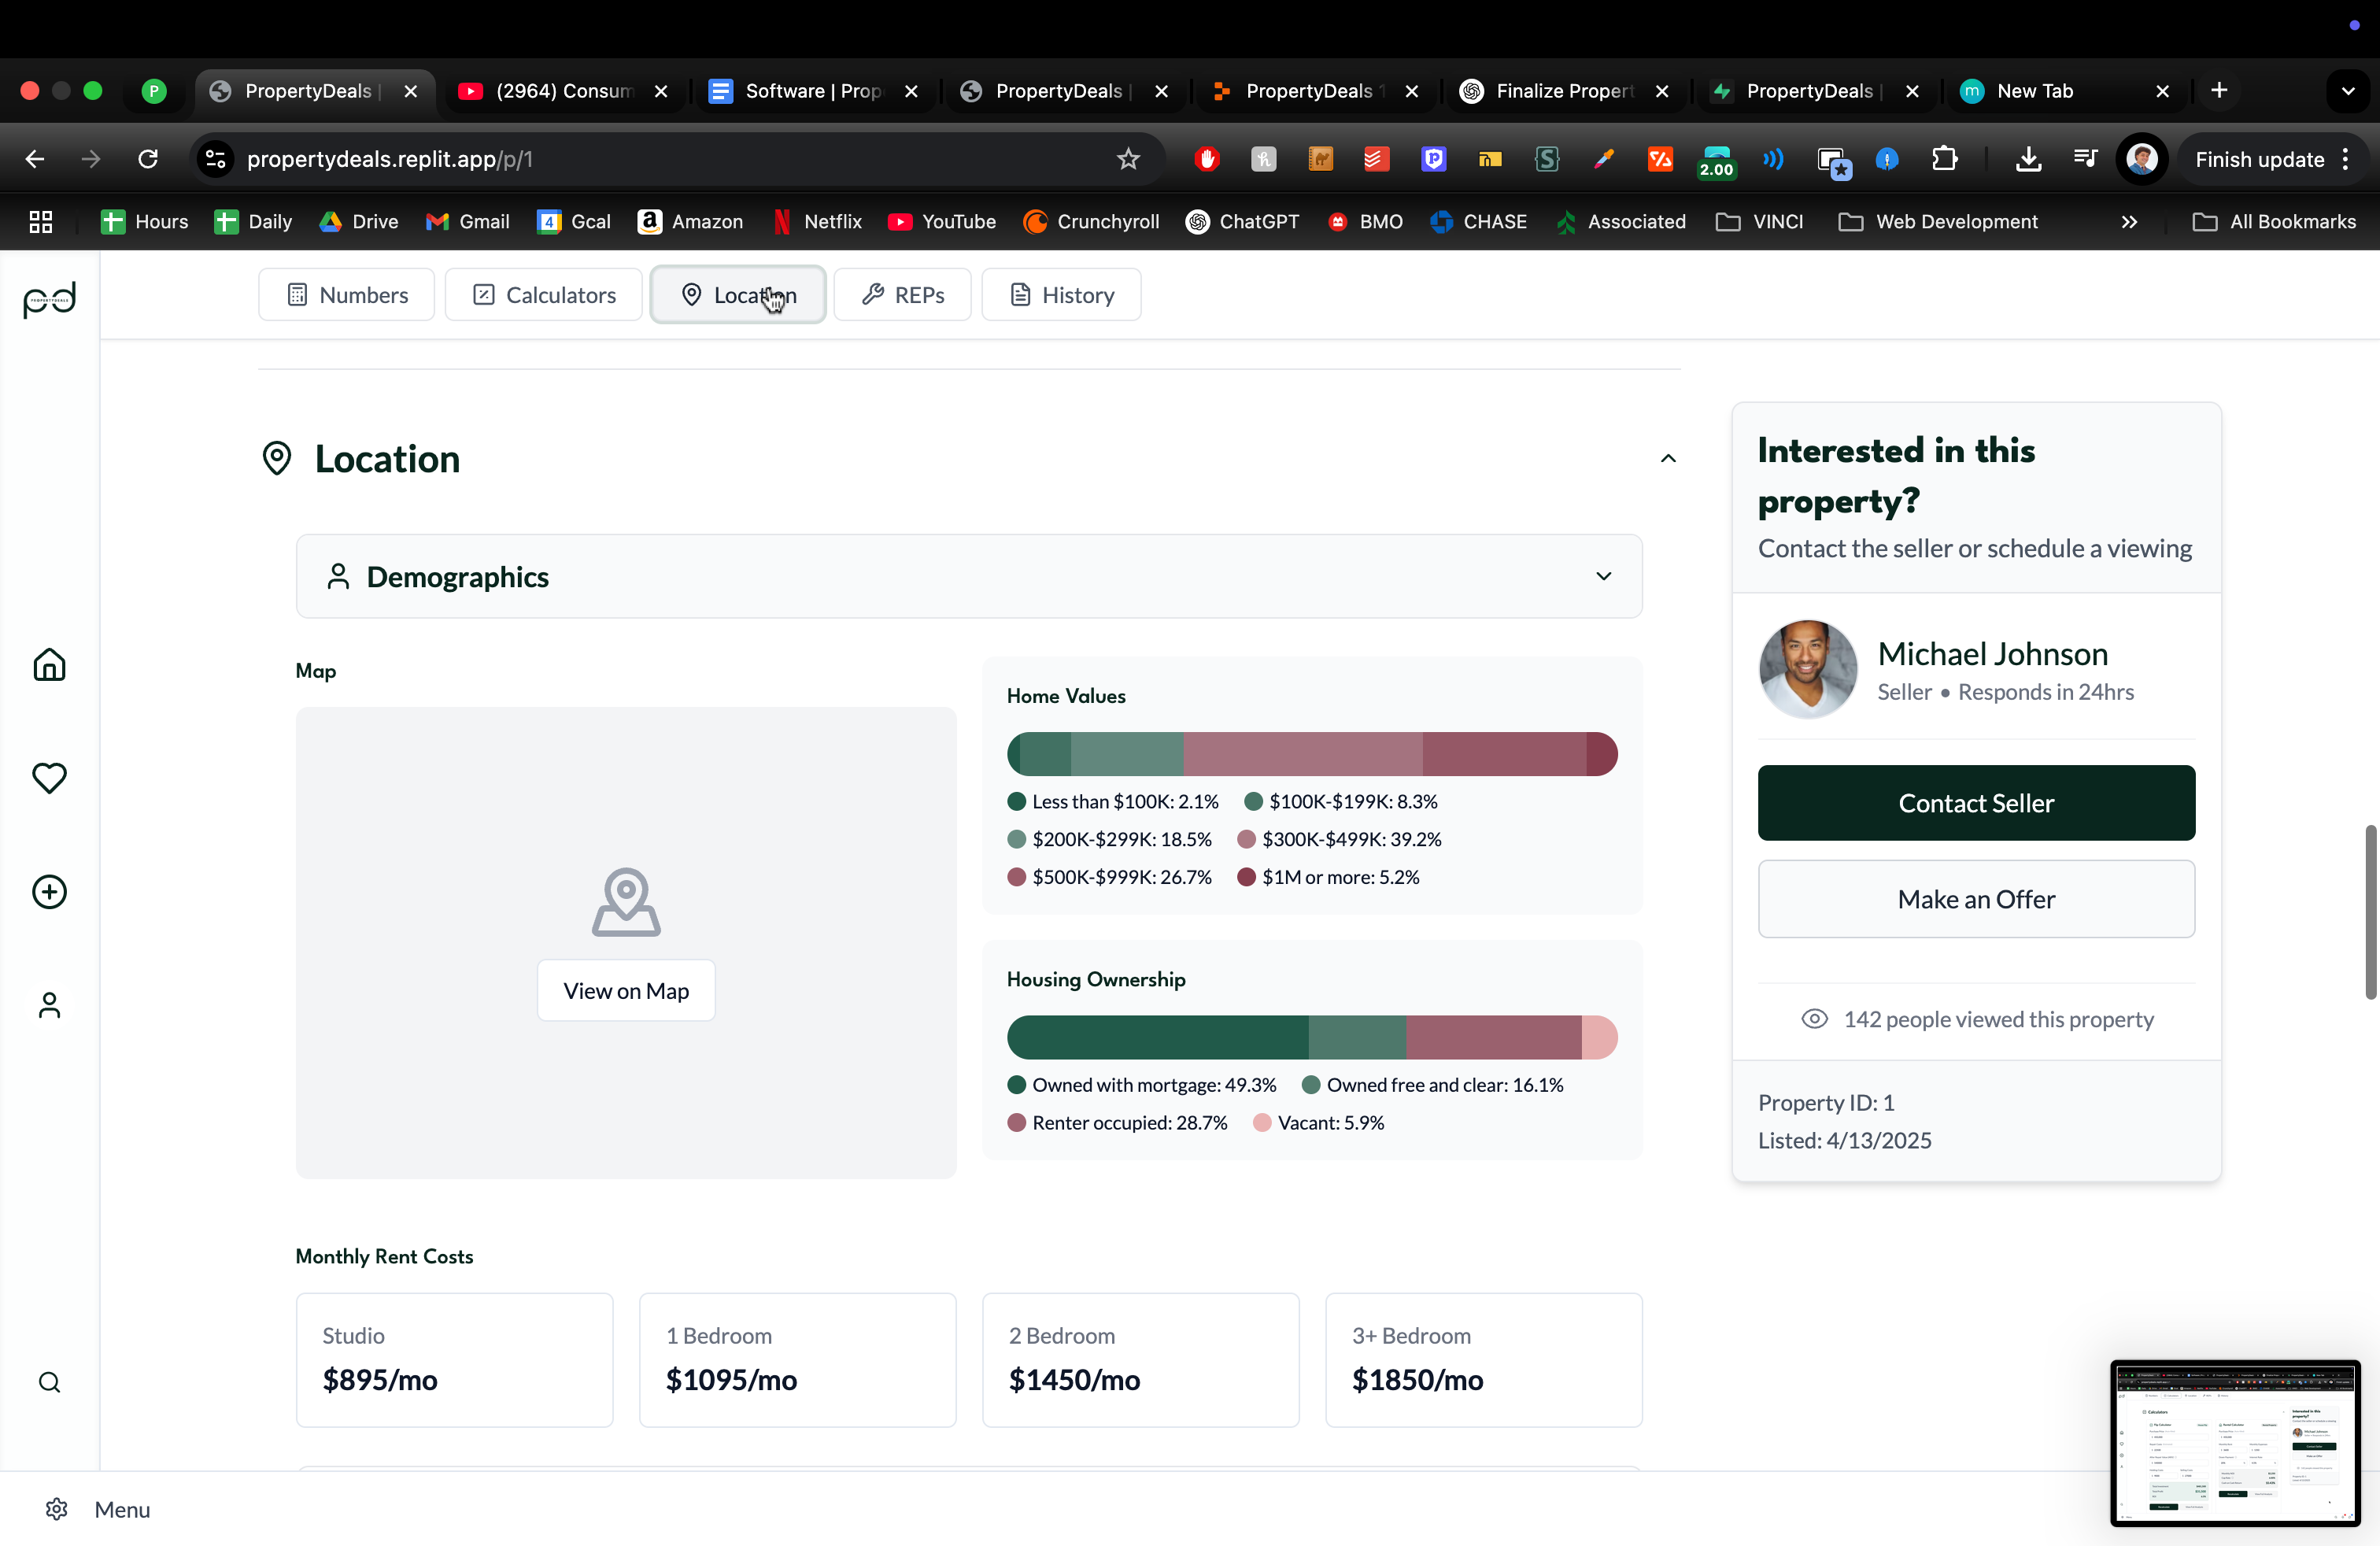 P
PropertyDeals |
(2964) Consum
Software | Prop
PropertyDeals |
PropertyDeals 1
Finalize Propert
PropertyDeals |
m
New Tab
propertydeals.replit.app/p/1
2.00
Finish update
Hours
Daily
Drive
Gmail
4
Gcal
Amazon
Netflix
YouTube
Crunchyroll
ChatGPT
BMO
CHASE
Associated
VINCI
Web Development
All Bookmarks
pd
Numbers
Calculators
Location
REPs
History
Location
Demographics
Map
View on Map
Home Values
Less than $100K: 2.1%
$100K-$199K: 8.3%
$200K-$299K: 18.5%
$300K-$499K: 39.2%
$500K-$999K: 26.7%
$1M or more: 5.2%
Housing Ownership
Owned with mortgage: 49.3%
Owned free and clear: 16.1%
Renter occupied: 28.7%
Vacant: 5.9%
Monthly Rent Costs
Studio
$895/mo
1 Bedroom
$1095/mo
2 Bedroom
$1450/mo
3+ Bedroom
$1850/mo
Interested in this
property?
Contact the seller or schedule a viewing
Michael Johnson
Seller • Responds in 24hrs
Contact Seller
Make an Offer
142 people viewed this property
Property ID: 1
Listed: 4/13/2025
Menu